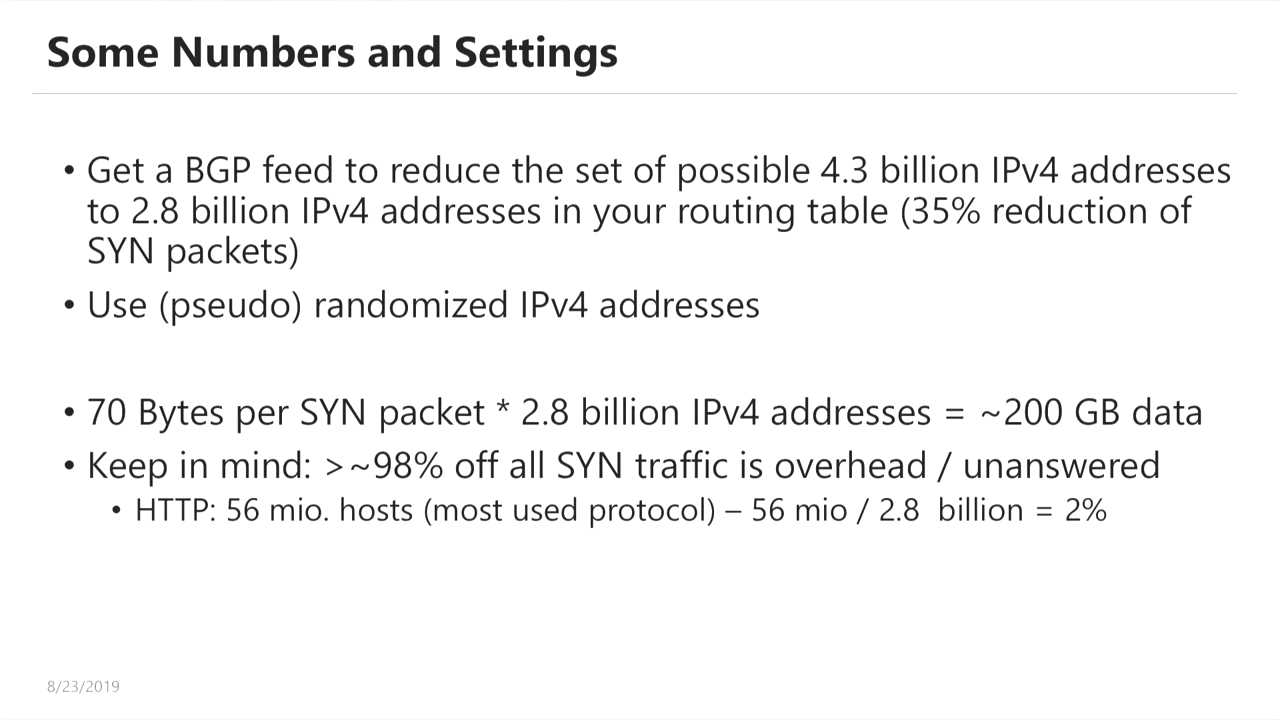 Some Numbers and Settings
• Get a BGP feed to reduce the set of possible 4.3 billion IPv4 addresses
to 2.8 billion IPv4 addresses in your routing table (35% reduction of
SYN packets)
• Use (pseudo) randomized IPv4 addresses
• 70 Bytes per SYN packet * 2.8 billion IPv4 addresses = ~200 GB data
• Keep in mind: >~98% off all SYN traffic is overhead / unanswered
• HTTP: 56 mio. hosts (most used protocol) – 56 mio / 2.8  billion = 2%
8/23/2019